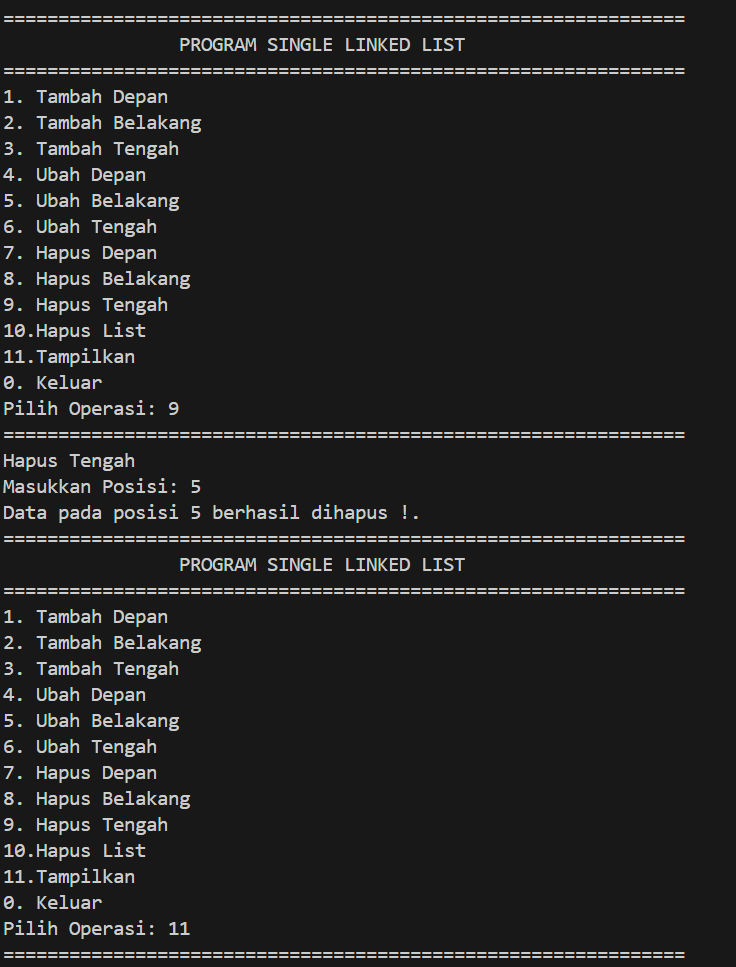 ==============================================================
PROGRAM SINGLE LINKED LIST
==============================================================
1. Tambah Depan
2. Tambah Belakang
3. Tambah Tengah
4. Ubah Depan
5. Ubah Belakang
6. Ubah Tengah
7. Hapus Depan
8. Hapus Belakang
9. Hapus Tengah
10.Hapus List
11.Tampilkan
0. Keluar
Pilih Operasi: 9
==============================================================
Hapus Tengah
Masukkan Posisi: 5
Data pada posisi 5 berhasil dihapus !.
==============================================================
PROGRAM SINGLE LINKED LIST
==============================================================
1. Tambah Depan
2. Tambah Belakang
3. Tambah Tengah
4. Ubah Depan
5. Ubah Belakang
6. Ubah Tengah
7. Hapus Depan
8. Hapus Belakang
9. Hapus Tengah
10.Hapus List
11.Tampilkan
0. Keluar
Pilih Operasi: 11
==============================================================